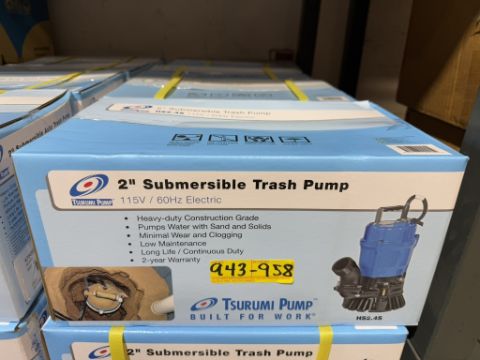 2" Submersible Trash Pump
HS2.4S
TSURUMI PUMP
2" Submersible Trash Pump
115V / 60Hz Electric
• Heavy-duty Construction Grade
• Pumps Water with Sand and Solids
• Minimal Wear and Clogging
• Low Maintenance
• Long Life / Continuous Duty
• 2-year Warranty
943-958
TSURUMI PUMP
BUILT FOR WORK
HS2.4S
2" Submersible Trash Pump